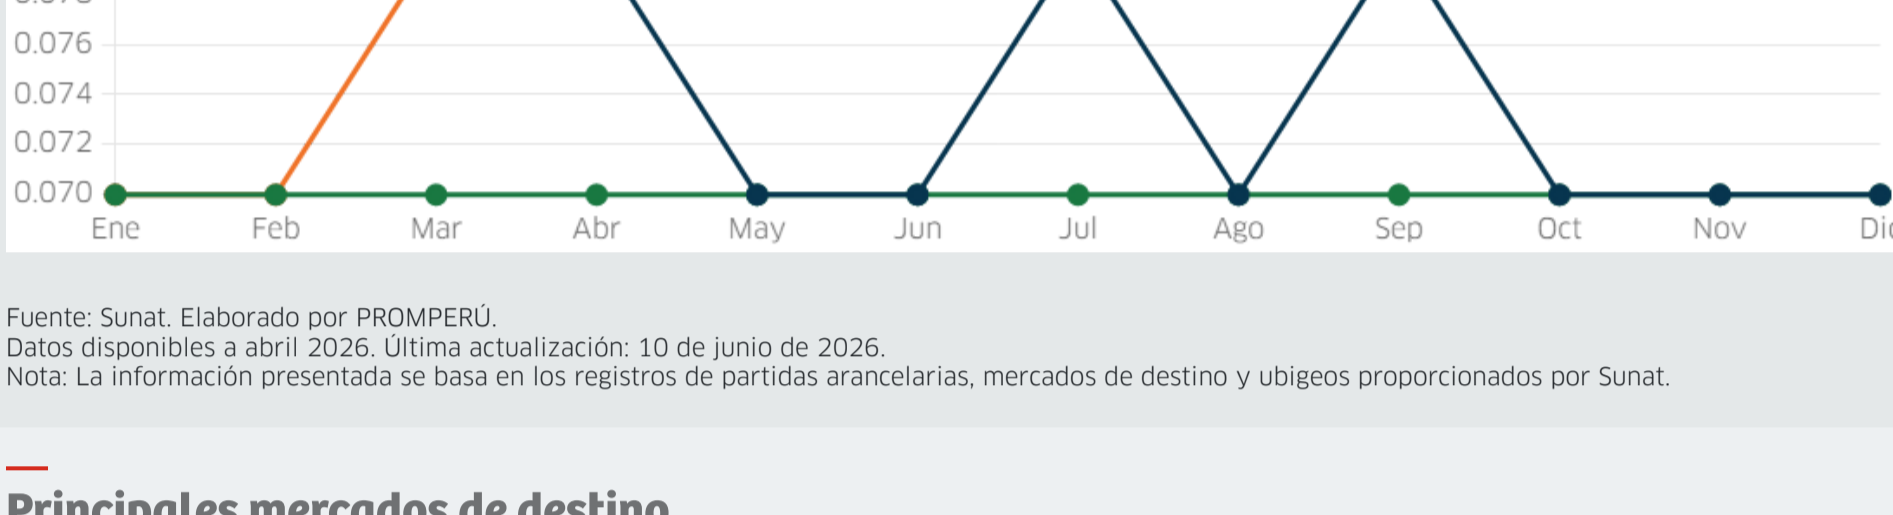 0.076
0.074
0.072
0.070
Ene Feb Mar Abr May Jun Jul Ago Sep Oct Nov
Fuente: Sunat. Elaborado por PROMPERÚ.
Datos disponibles a abril 2026. Última actualización: 10 de junio de 2026.
Nota: La información presentada se basa en los registros de partidas arancelarias, mercados de destino y ubigeos proporcionados por Sunat.
Principales mercados de destino